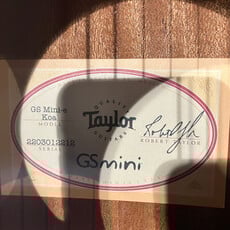 QUALITY
Taylor
GUITARS
GS Mini-e
Koa
MODEL
2203012212
SERIAL
ROBERT TAYLOR
GSmini